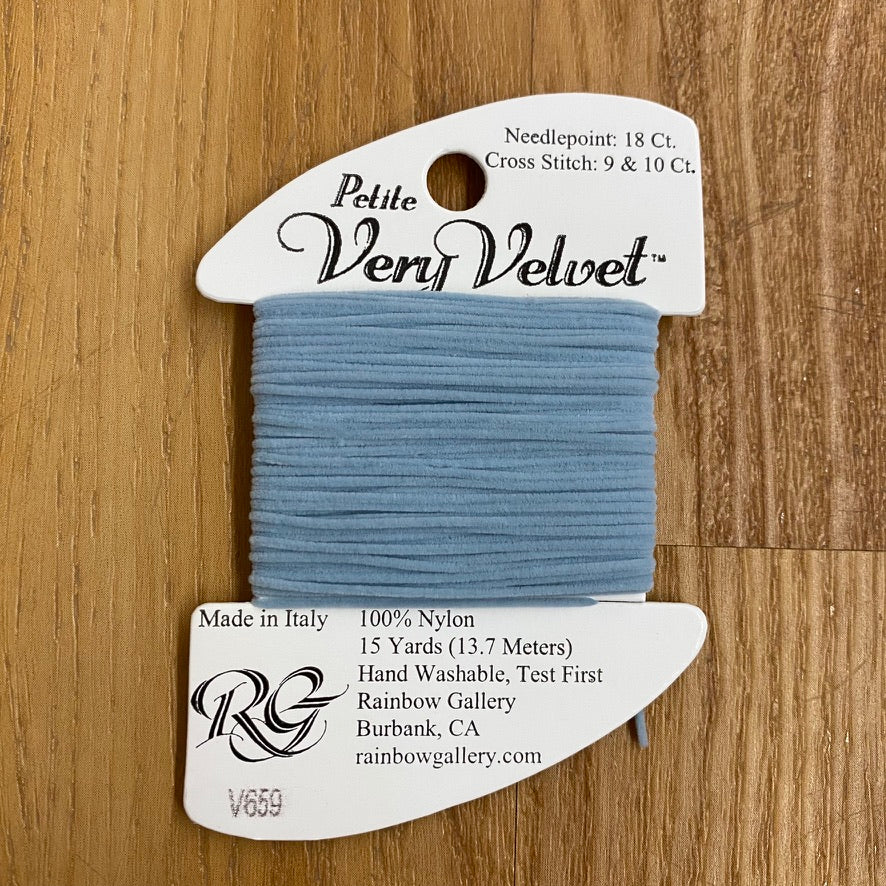 Needlepoint: 18 Ct.
Cross Stitch: 9 & 10 Ct.
Petite
Very Velvet™
Made in Italy
100% Nylon
15 Yards (13.7 Meters)
Hand Washable, Test First
Rainbow Gallery
Burbank, CA
rainbowgallery.com
RG
V659